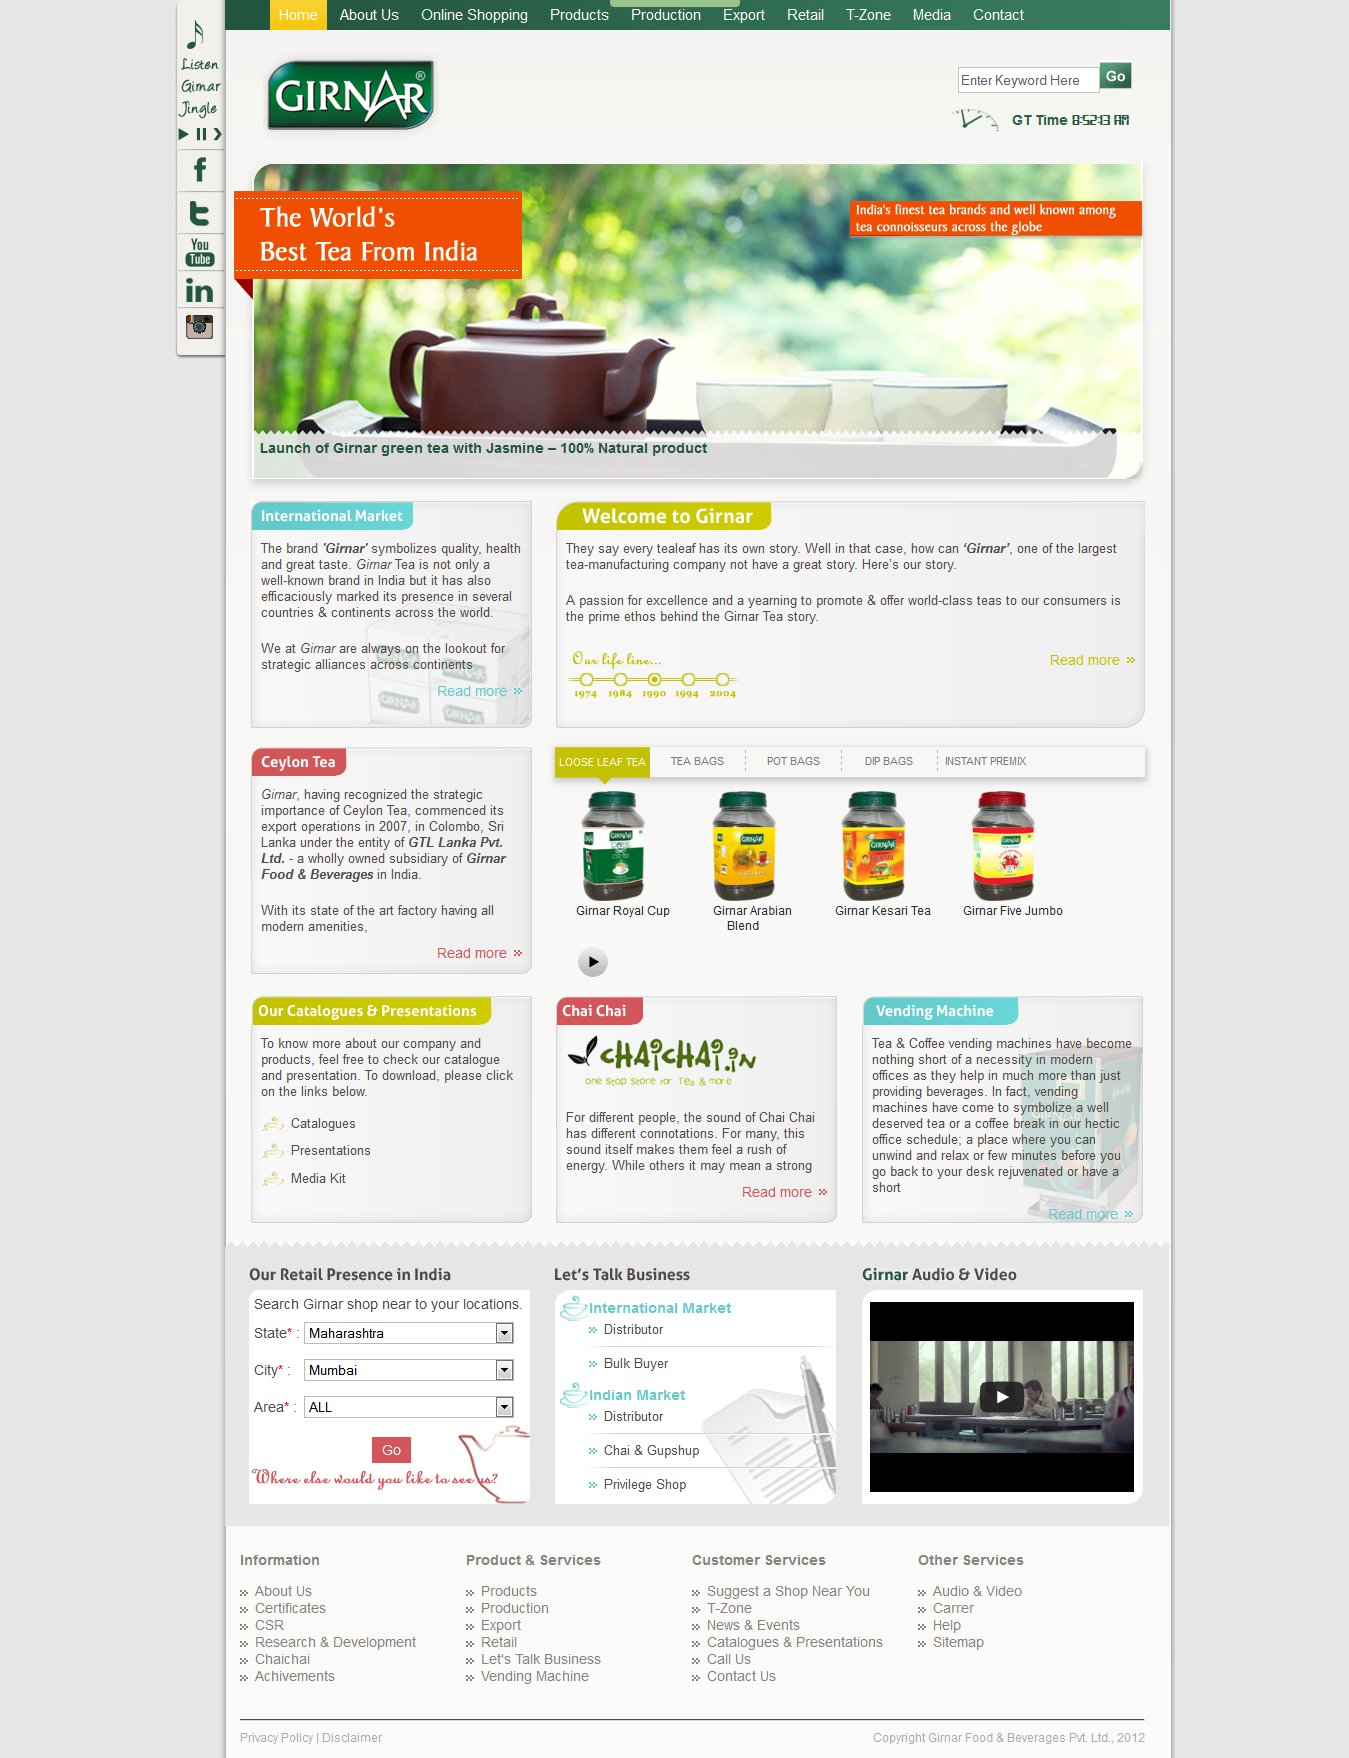 Home About Us Online Shopping Products Production Export Retail T-Zone Media Contact
Listen
Girnar
Jingle
GIRNAR®
Enter Keyword Here Go
GT Time 8:52:13 AM
f
t
You
Tube
in
The World's
Best Tea From India
India's finest tea brands and well known among
tea connoisseurs across the globe
Launch of Girnar green tea with Jasmine – 100% Natural product
International Market
The brand 'Girnar' symbolizes quality, health
and great taste. Girnar Tea is not only a
well-known brand in India but it has also
efficaciously marked its presence in several
countries & continents across the world.
We at Girnar are always on the lookout for
strategic alliances across continents
Read more
Welcome to Girnar
They say every tealeaf has its own story. Well in that case, how can ‘Girnar’, one of the largest
tea-manufacturing company not have a great story. Here’s our story.
A passion for excellence and a yearning to promote & offer world-class teas to our consumers is
the prime ethos behind the Girnar Tea story.
Our life line...
Read more
1974 1984 1990 1994 2004
Ceylon Tea
Girnar, having recognized the strategic
importance of Ceylon Tea, commenced its
export operations in 2007, in Colombo, Sri
Lanka under the entity of GTL Lanka Pvt.
Ltd. - a wholly owned subsidiary of Girnar
Food & Beverages in India.
With its state of the art factory having all
modern amenities,
Read more
LOOSE LEAF TEA TEA BAGS POT BAGS DIP BAGS INSTANT PREMIX
GIRNAR GIRNAR GIRNAR GIRNAR
Girnar Royal Cup
Girnar Arabian
Blend
Girnar Kesari Tea
Girnar Five Jumbo
Our Catalogues & Presentations
To know more about our company and
products, feel free to check our catalogue
and presentation. To download, please click
on the links below.
Catalogues
Presentations
Media Kit
Chai Chai
CHAICHAI.in
one stop store for Tea & more
For different people, the sound of Chai Chai
has different connotations. For many, this
sound itself makes them feel a rush of
energy. While others it may mean a strong
Read more
Vending Machine
Tea & Coffee vending machines have become
nothing short of a necessity in modern
offices as they help in much more than just
providing beverages. In fact, vending
machines have come to symbolize a well
deserved tea or a coffee break in our hectic
office schedule; a place where you can
unwind and relax or few minutes before you
go back to your desk rejuvenated or have a
short
Read more
Our Retail Presence in India
Search Girnar shop near to your locations.
State* : Maharashtra
City* : Mumbai
Area* : ALL
Go
Where else would you like to see us?
Let’s Talk Business
International Market
Distributor
Bulk Buyer
Indian Market
Distributor
Chai & Gupshup
Privilege Shop
Girnar Audio & Video
Information
About Us
Certificates
CSR
Research & Development
Chaichai
Achivements
Product & Services
Products
Production
Export
Retail
Let's Talk Business
Vending Machine
Customer Services
Suggest a Shop Near You
T-Zone
News & Events
Catalogues & Presentations
Call Us
Contact Us
Other Services
Audio & Video
Carrer
Help
Sitemap
Privacy Policy | Disclaimer
Copyright Girnar Food & Beverages Pvt. Ltd., 2012